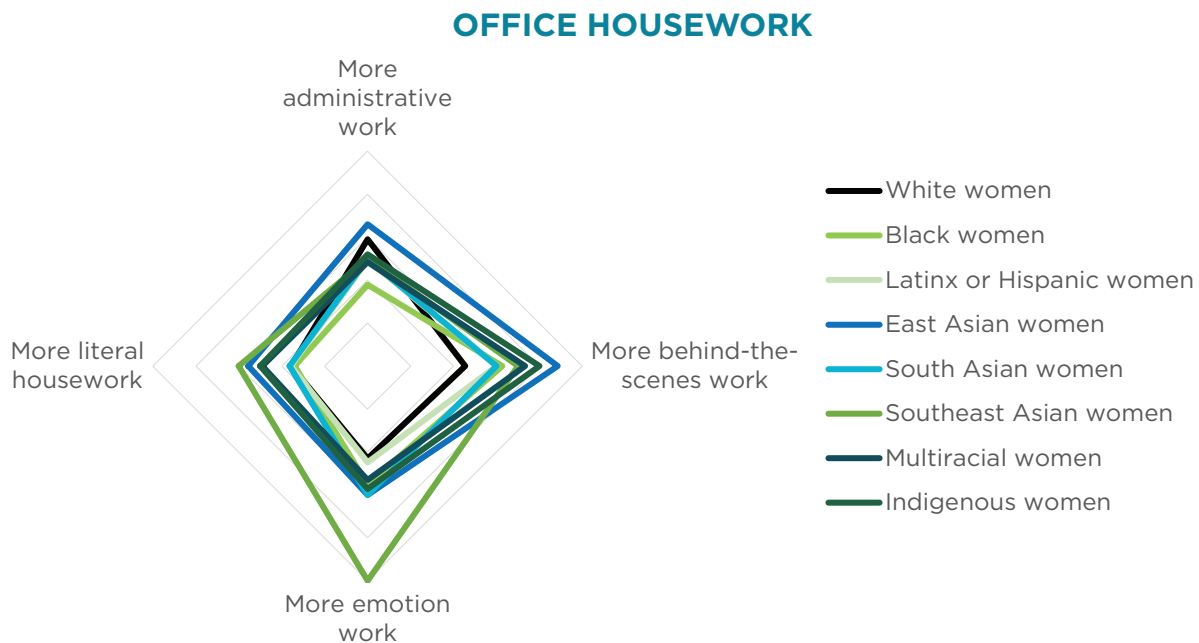 OFFICE HOUSEWORK
More
administrative
work
More literal
housework
More behind-the-
scenes work
More emotion
work
White women
Black women
Latinx or Hispanic women
East Asian women
South Asian women
Southeast Asian women
Multiracial women
Indigenous women